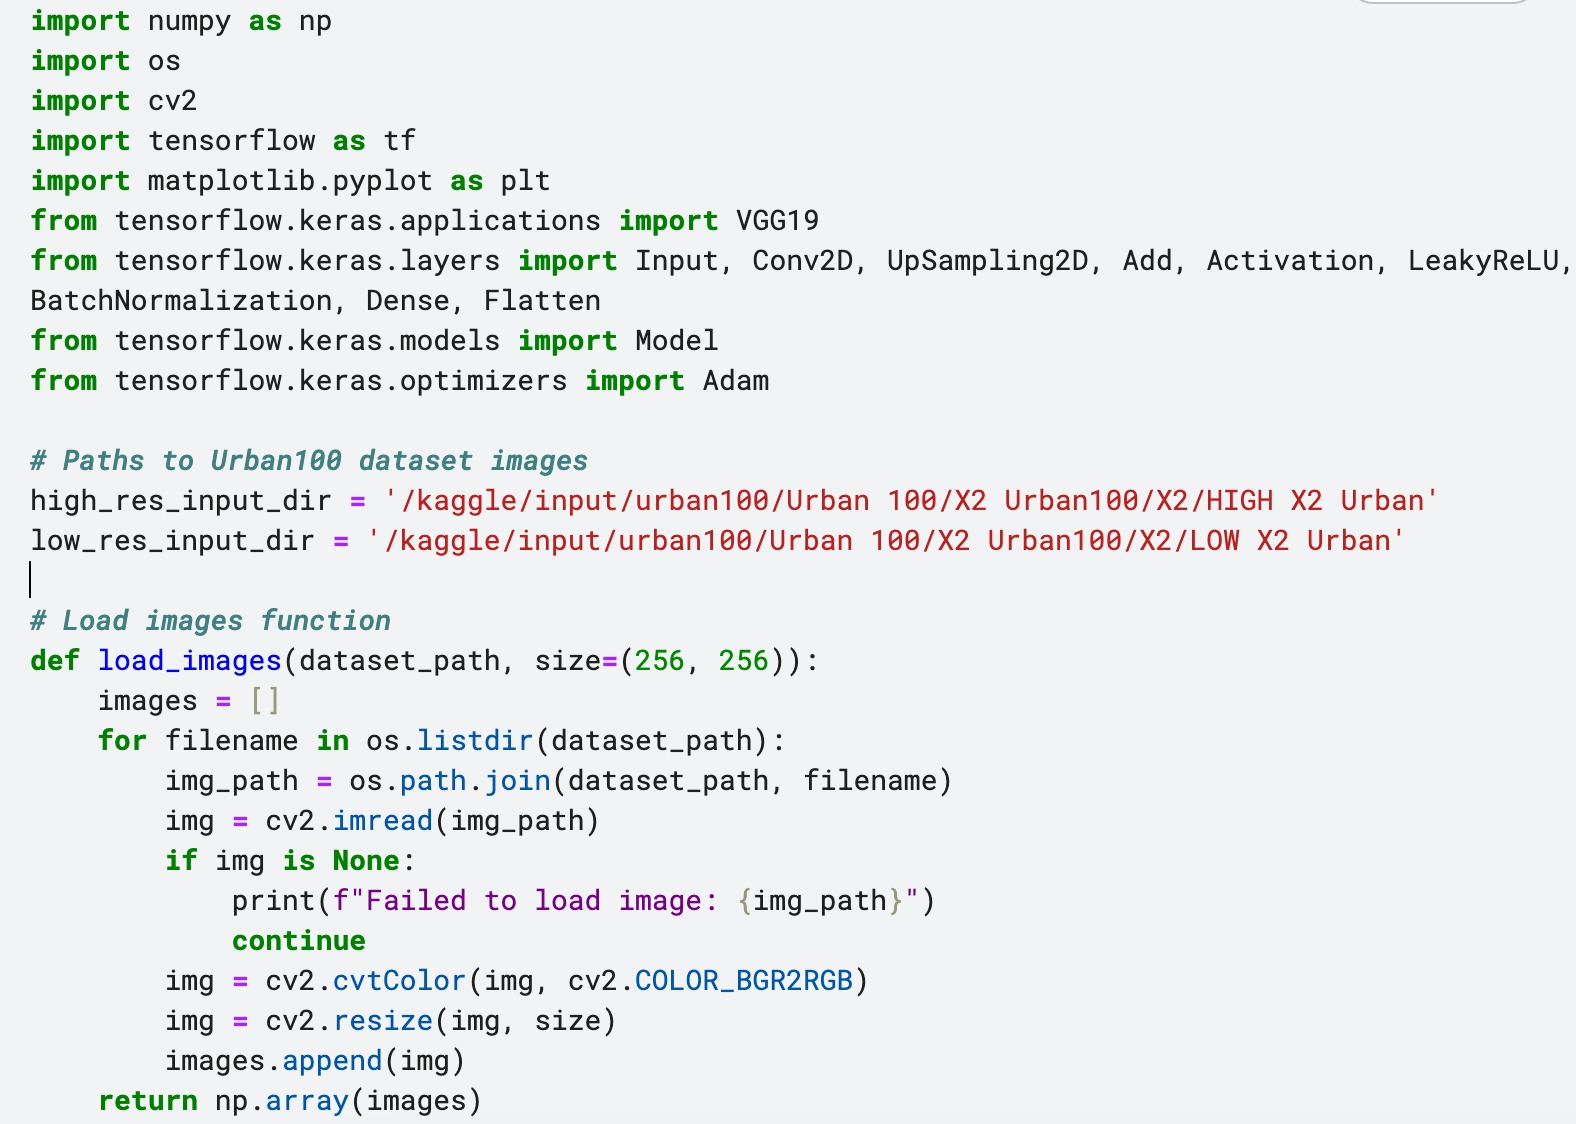 import numpy as np
import os
import cv2
import tensorflow as tf
import matplotlib.pyplot as plt
from tensorflow.keras.applications import VGG19
from tensorflow.keras.layers import Input, Conv2D, UpSampling2D, Add, Activation, LeakyReLU,
BatchNormalization, Dense, Flatten
from tensorflow.keras.models import Model
from tensorflow.keras.optimizers import Adam

# Paths to Urban100 dataset images
high_res_input_dir = '/kaggle/input/urban100/Urban 100/X2 Urban100/X2/HIGH X2 Urban'
low_res_input_dir = '/kaggle/input/urban100/Urban 100/X2 Urban100/X2/LOW X2 Urban'

# Load images function
def load_images(dataset_path, size=(256, 256)):
    images = []
    for filename in os.listdir(dataset_path):
        img_path = os.path.join(dataset_path, filename)
        img = cv2.imread(img_path)
        if img is None:
            print(f"Failed to load image: {img_path}")
            continue
        img = cv2.cvtColor(img, cv2.COLOR_BGR2RGB)
        img = cv2.resize(img, size)
        images.append(img)
    return np.array(images)